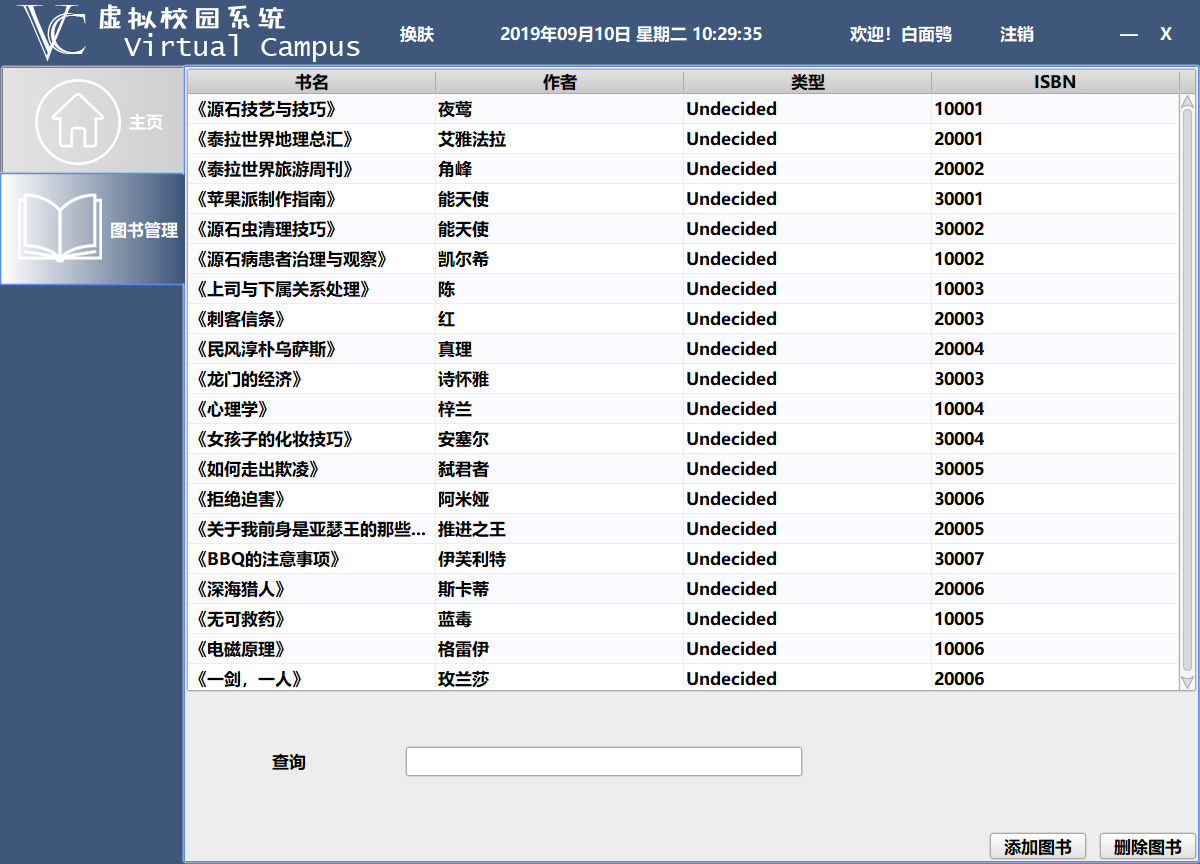 VC 虚拟校园系统
Virtual Campus
换肤 2019年09月10日 星期二 10:29:35 欢迎！白面鸮 注销 — X
主页
图书管理
书名 作者 类型 ISBN
《源石技艺与技巧》 夜莺 Undecided 10001
《泰拉世界地理总汇》 艾雅法拉 Undecided 20001
《泰拉世界旅游周刊》 角峰 Undecided 20002
《苹果派制作指南》 能天使 Undecided 30001
《源石虫清理技巧》 能天使 Undecided 30002
《源石病患者治理与观察》 凯尔希 Undecided 10002
《上司与下属关系处理》 陈 Undecided 10003
《刺客信条》 红 Undecided 20003
《民风淳朴乌萨斯》 真理 Undecided 20004
《龙门的经济》 诗怀雅 Undecided 30003
《心理学》 梓兰 Undecided 10004
《女孩子的化妆技巧》 安塞尔 Undecided 30004
《如何走出欺凌》 弑君者 Undecided 30005
《拒绝迫害》 阿米娅 Undecided 30006
《关于我前身是亚瑟王的那些... 推进之王 Undecided 20005
《BBQ的注意事项》 伊芙利特 Undecided 30007
《深海猎人》 斯卡蒂 Undecided 20006
《无可救药》 蓝毒 Undecided 10005
《电磁原理》 格雷伊 Undecided 10006
《一剑，一人》 玫兰莎 Undecided 20006
查询
添加图书 删除图书